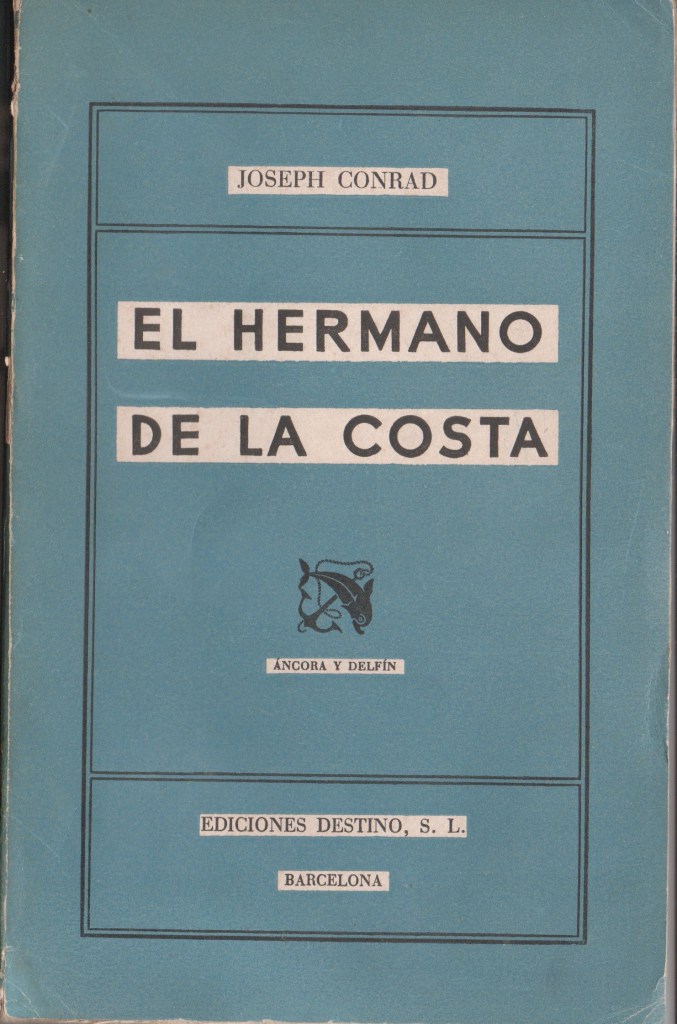 JOSEPH CONRAD
EL HERMANO
DE LA COSTA
ÁNCORA Y DELFÍN
EDICIONES DESTINO, S. L.
BARCELONA